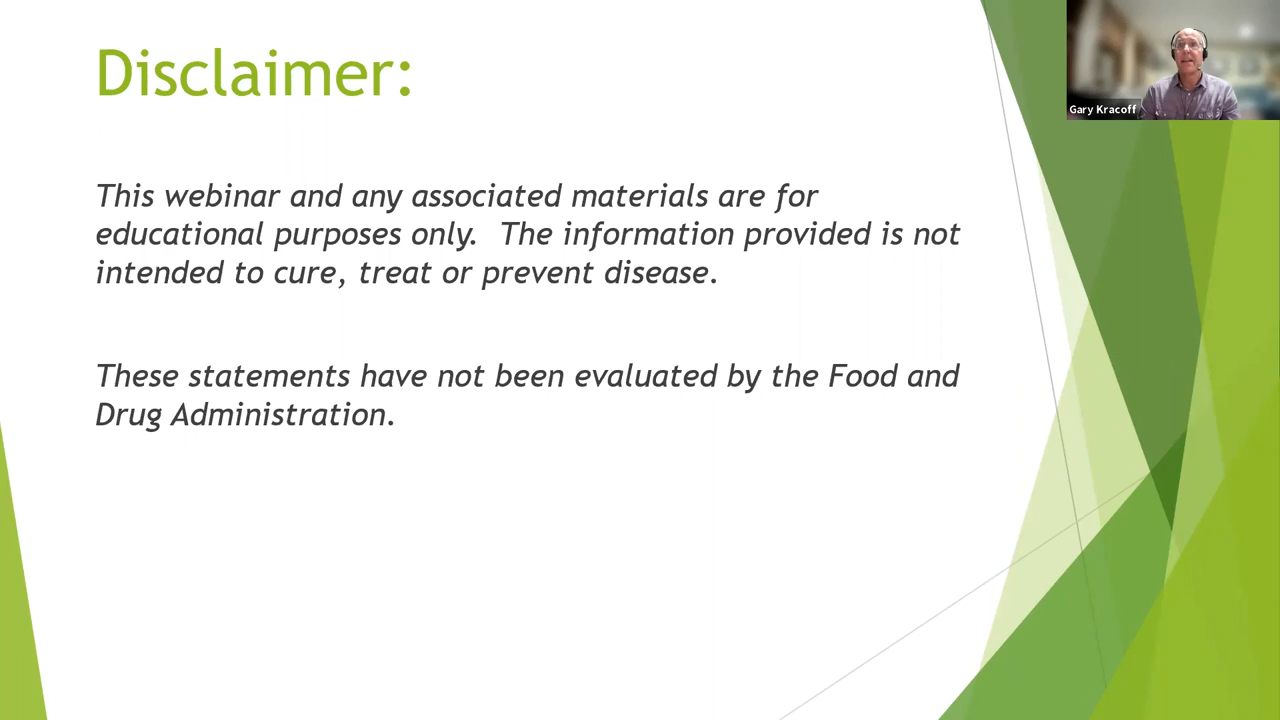 Disclaimer:
Gary Kracoff
This webinar and any associated materials are for
educational purposes only.  The information provided is not
intended to cure, treat or prevent disease.
These statements have not been evaluated by the Food and
Drug Administration.